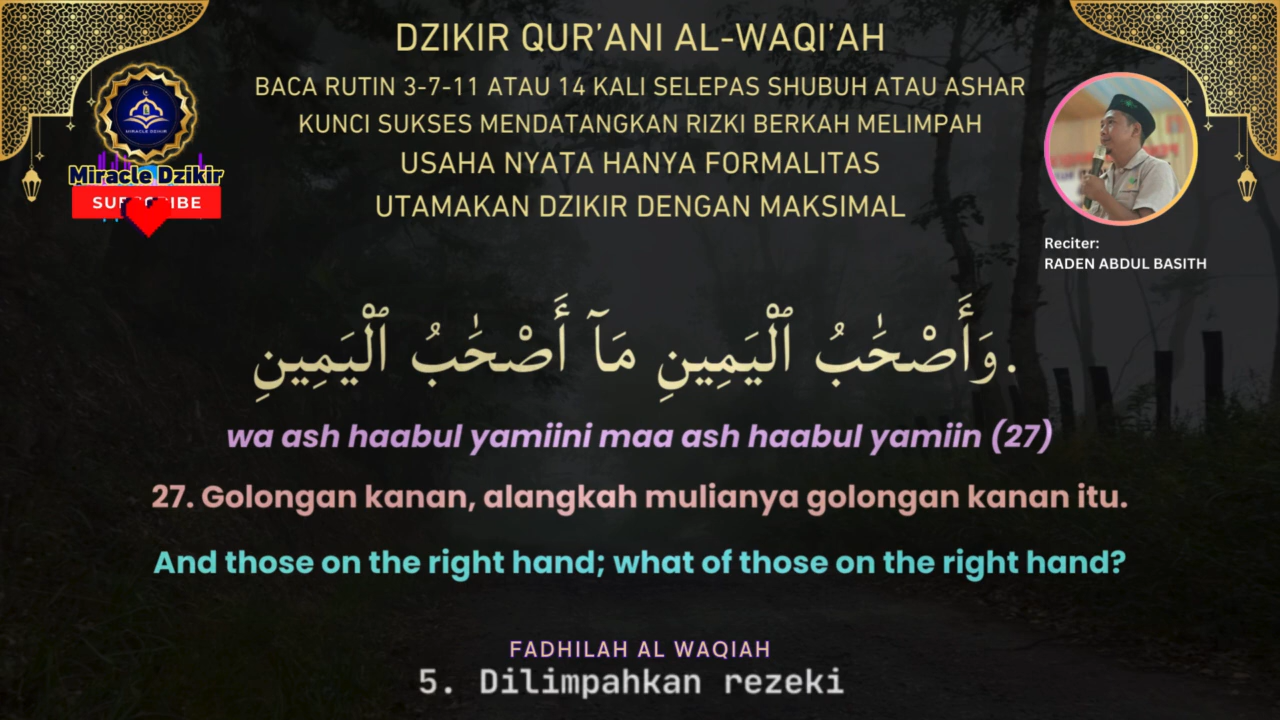 DZIKIR QUR'ANI AL-WAQI'AH
BACA RUTIN 3-7-11 ATAU 14 KALI SELEPAS SHUBUH ATAU ASHAR
KUNCI SUKSES MENDATANGKAN RIZKI BERKAH MELIMPAH
USAHA NYATA HANYA FORMALITAS
UTAMAKAN DZIKIR DENGAN MAKSIMAL
MIRACLE DZIKIR
Miracle Dzikir
Reciter:
RADEN ABDUL BASITH
وَأَصْحَٰبُ ٱلْيَمِينِ مَآ أَصْحَٰبُ ٱلْيَمِينِ.
wa ash haabul yamiini maa ash haabul yamiin (27)
27. Golongan kanan, alangkah mulianya golongan kanan itu.
And those on the right hand; what of those on the right hand?
FADHILAH AL WAQIAH
5. Dilimpahkan rezeki